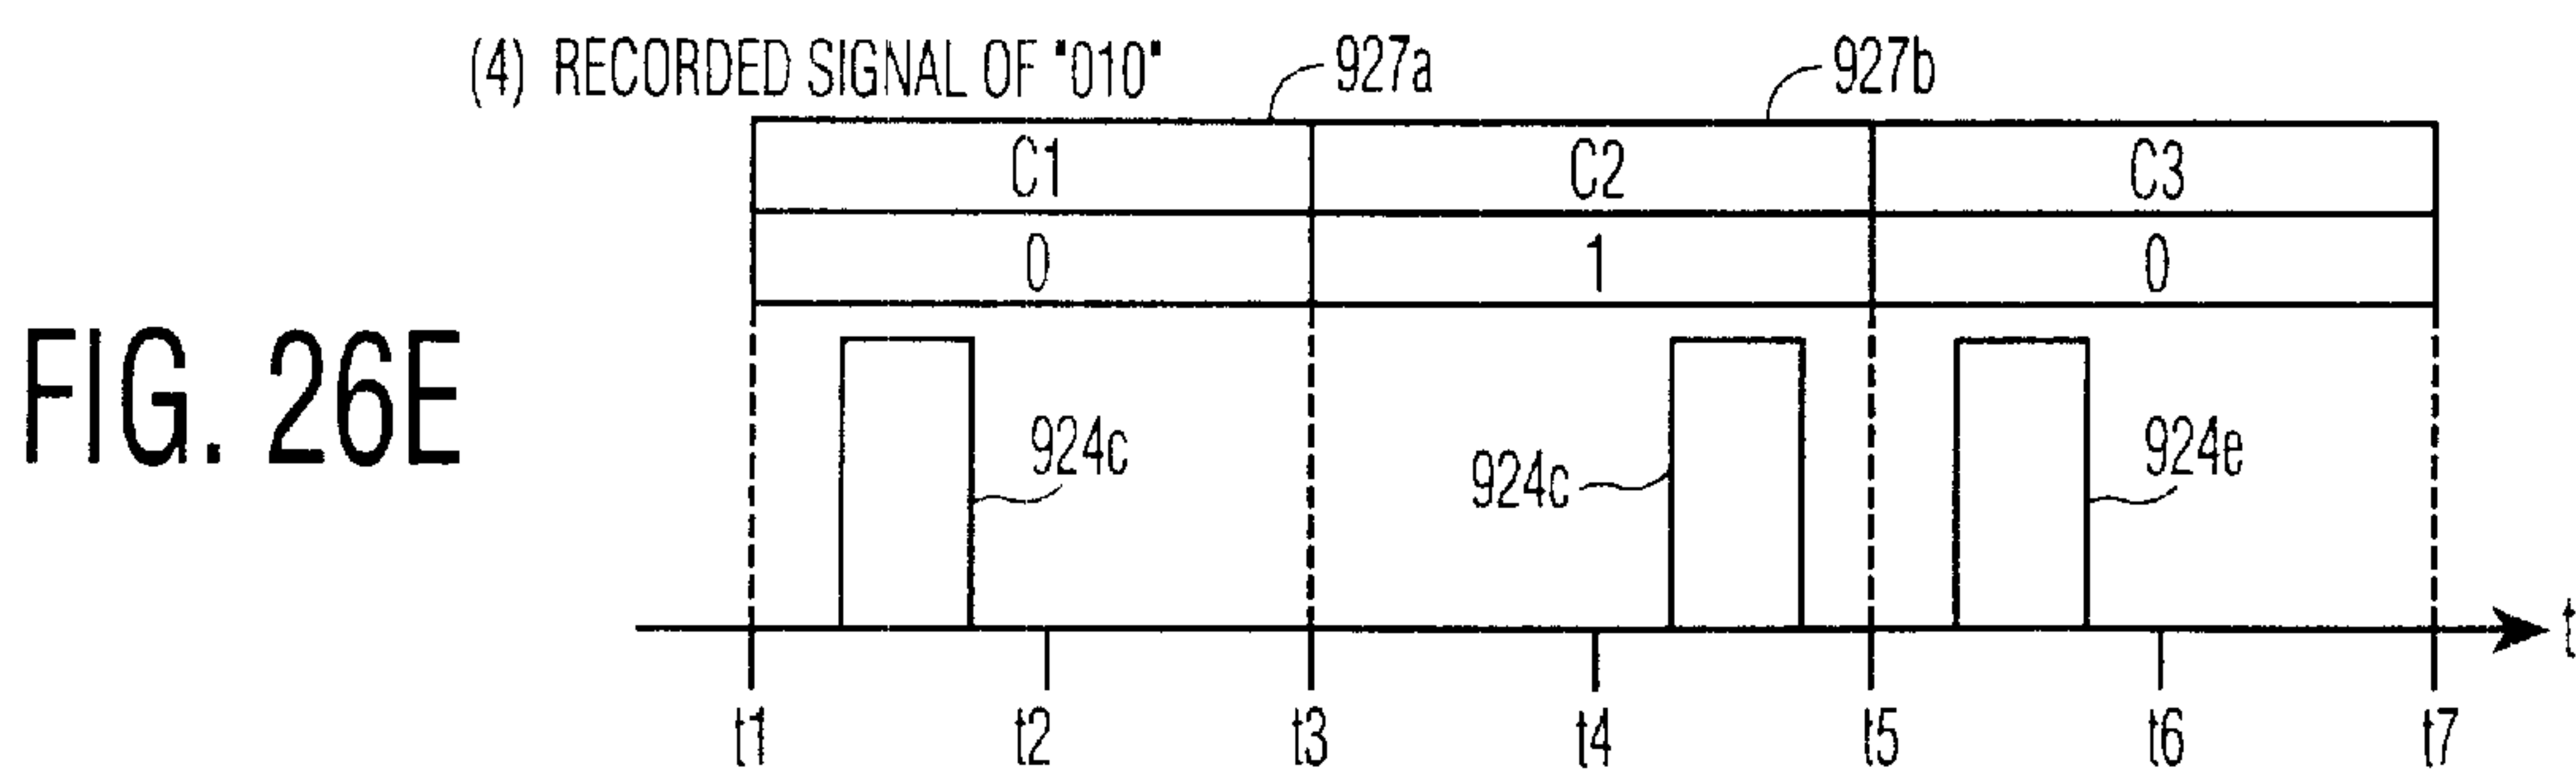 (4) RECORDED SIGNAL OF "010"
927a
927b
C1 C2 C3
0 1 0
FIG. 26E
924c
924c
924e
t
t1 t2 t3 t4 t5 t6 t7